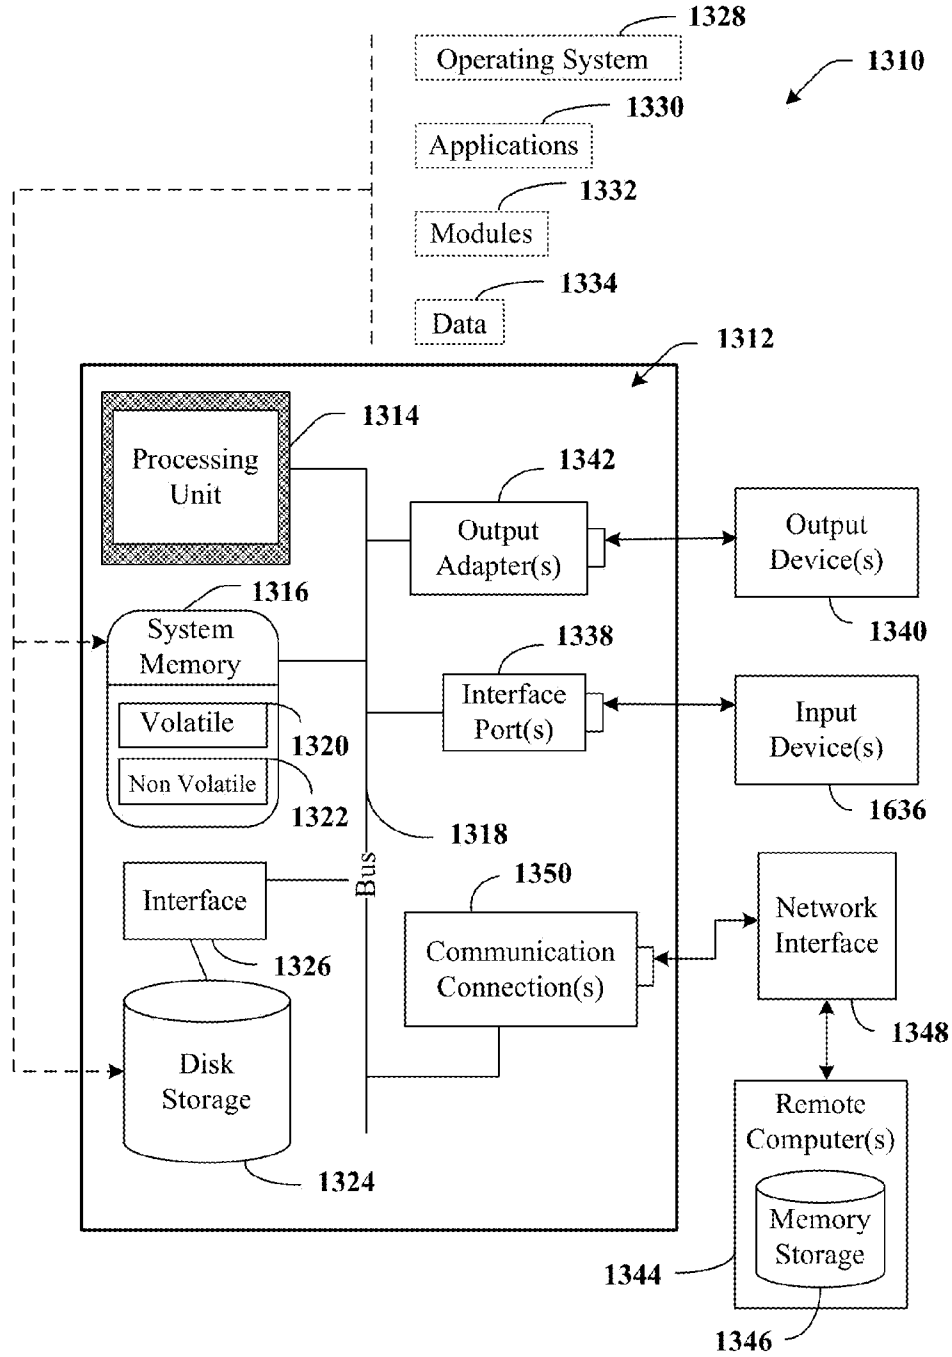 1328
Operating System
1310
1330
Applications
1332
Modules
1334
Data
1312
1314
Processing
Unit
1342
Output
Adapter(s)
Output
Device(s)
1340
1316
System
Memory
1338
Interface
Port(s)
Input
Device(s)
1636
Volatile
1320
Non Volatile
1322
1318
Bus
1350
Interface
1326
Communication
Connection(s)
Network
Interface
1348
Disk
Storage
1324
Remote
Computer(s)
Memory
Storage
1344
1346